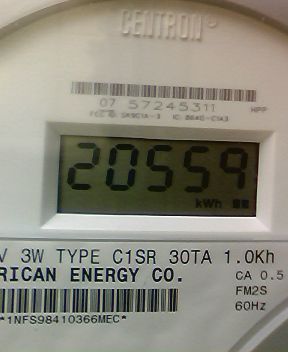 CENTRON®
07 57245311 HPP
20559
kWh
V 3W TYPE C1SR 30TA 1.0Kh
RICAN ENERGY CO. CA 0.5
FM2S
*1NFS98410366MEC* 60Hz